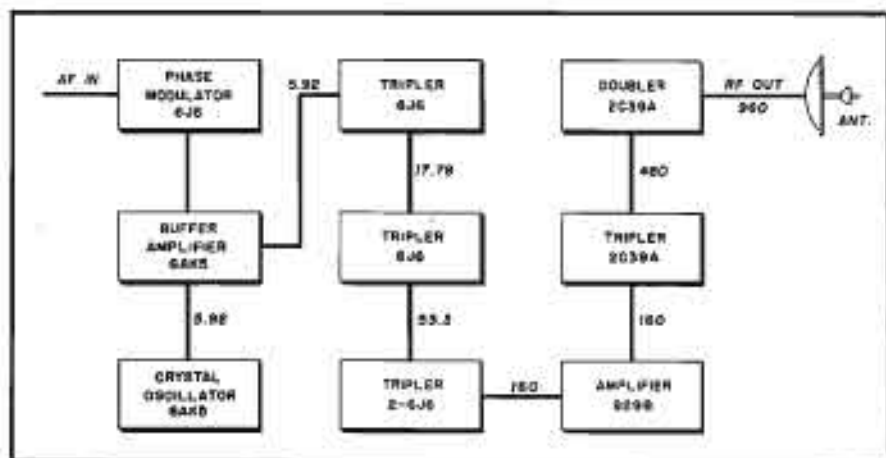 AF IN
PHASE
MODULATOR
6J6
5.92
TRIPLER
6J6
DOUBLER
2C39A
RF OUT
960
ANT.
17.78
480
BUFFER
AMPLIFIER
6AK5
TRIPLER
6J6
TRIPLER
2C39A
5.92
53.3
160
CRYSTAL
OSCILLATOR
6AK5
TRIPLER
2-6J6
160
AMPLIFIER
829B